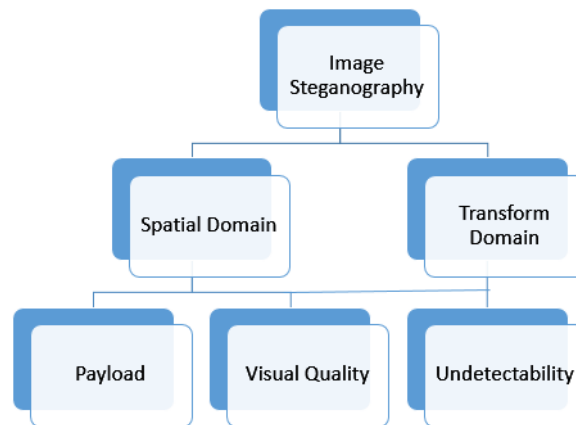 Image
Steganography
Spatial Domain
Transform
Domain
Payload
Visual Quality
Undetectability